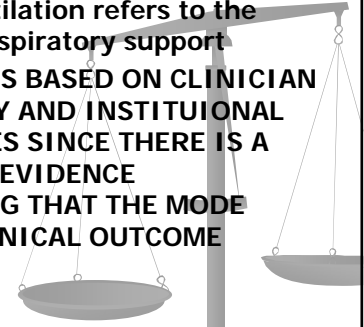 tilation refers to the
spiratory support
S BASED ON CLINICIAN
Y AND INSTITUIONAL
ES SINCE THERE IS A
EVIDENCE
G THAT THE MODE
NICAL OUTCOME